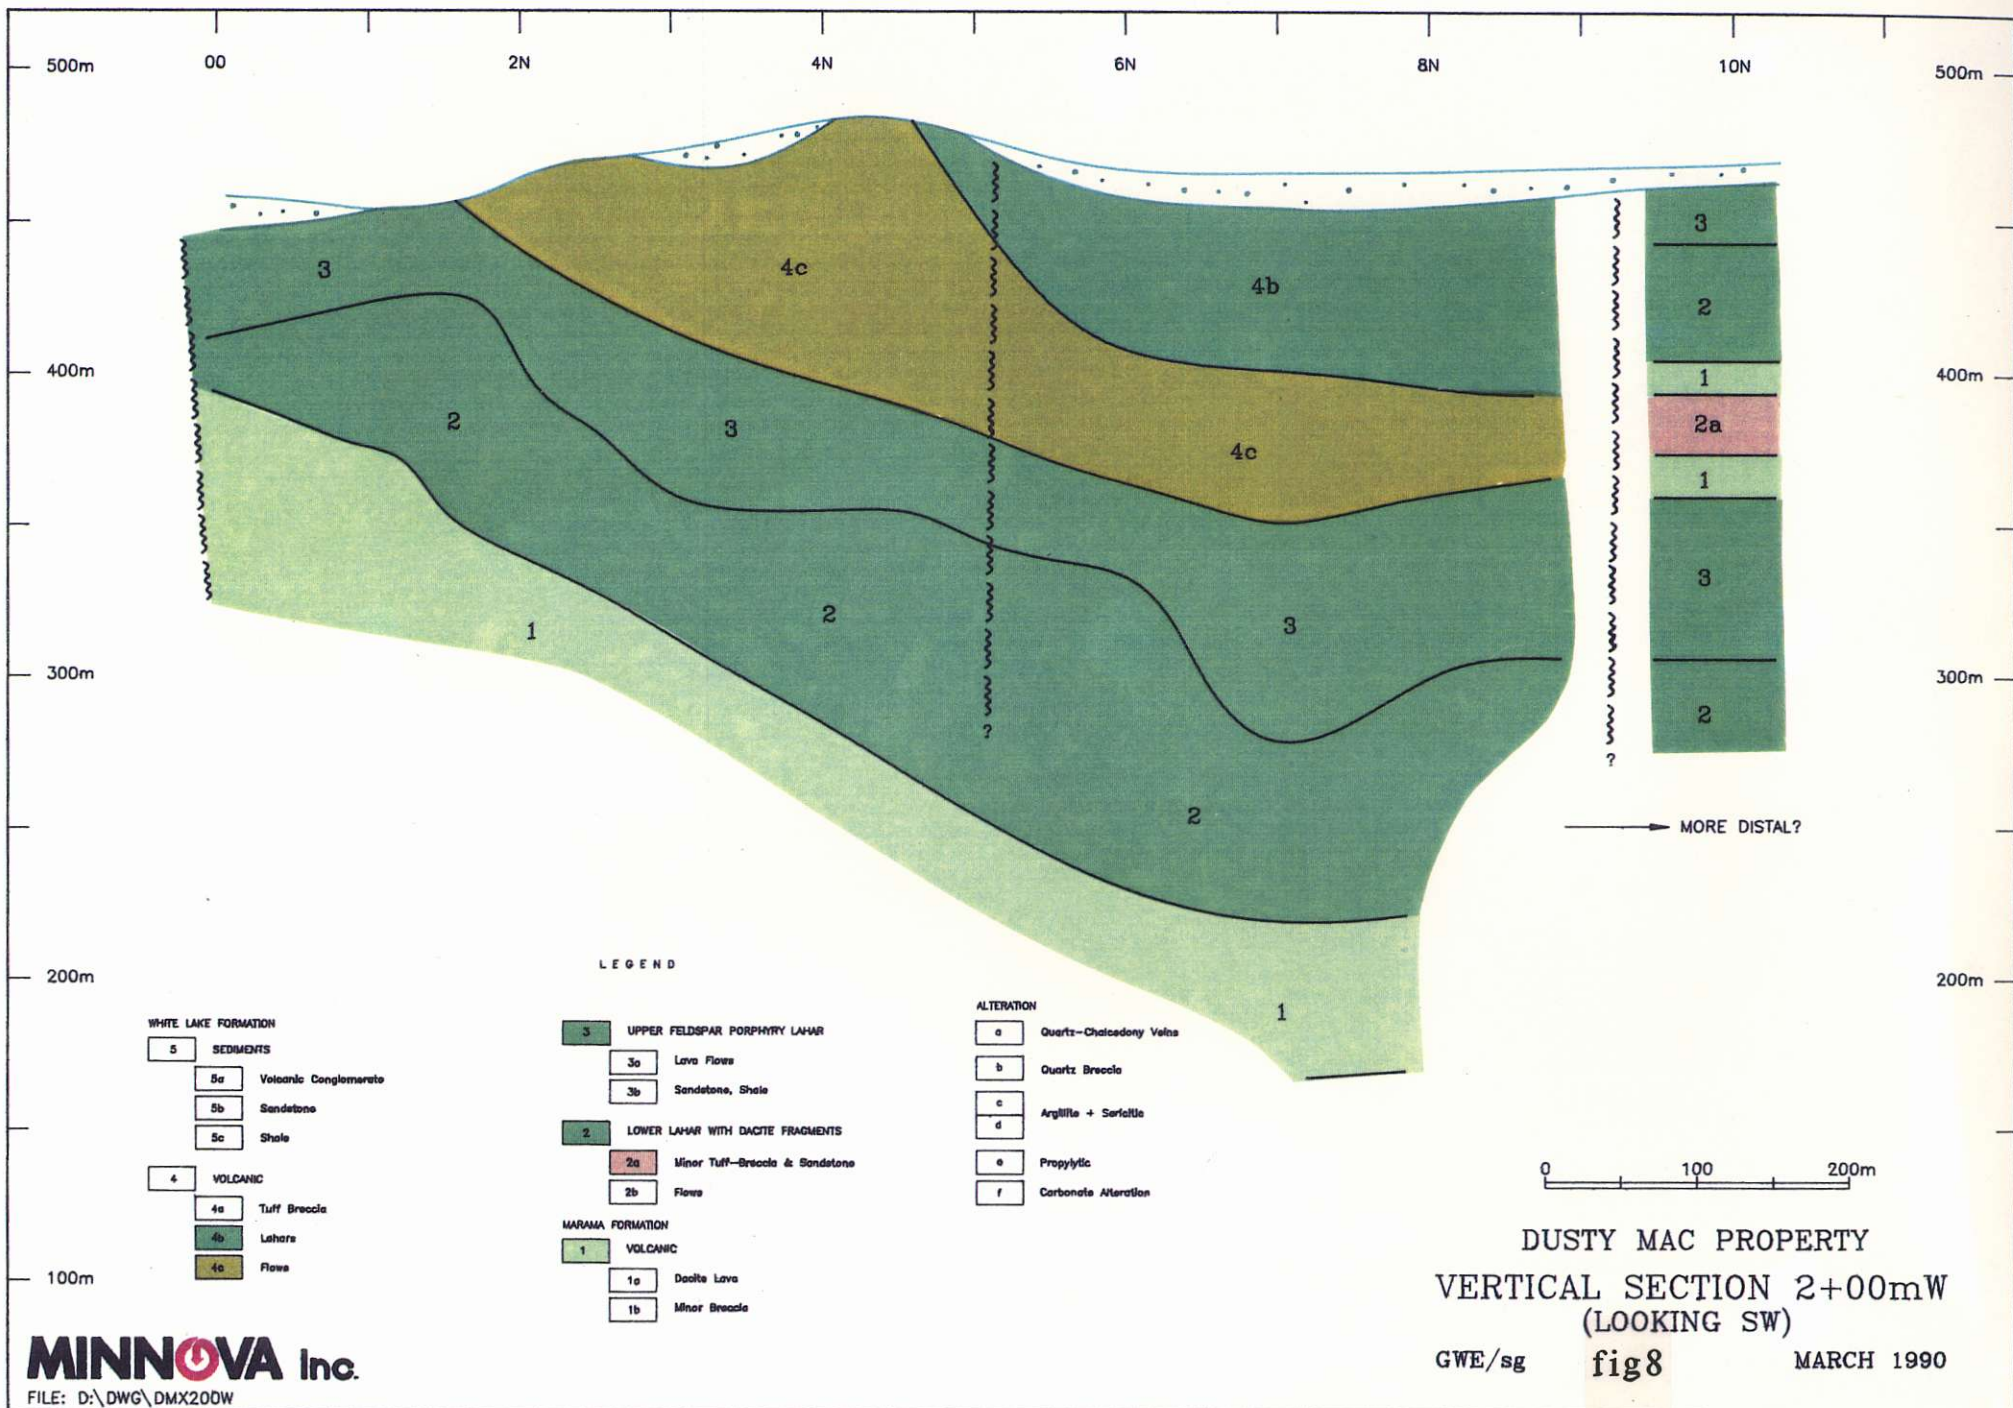 00 2N 4N 6N 8N 10N
500m 500m
3 4c 4b 3
2
400m 400m
1
2 3 4c 2a
1
3
2 3
1
300m 300m
2
?
?
2
MORE DISTAL?
200m 200m
1
LEGEND
WHITE LAKE FORMATION
5 SEDIMENTS
5a Volcanic Conglomerate
5b Sandstone
5c Shale
4 VOLCANIC
4a Tuff Breccia
4b Lahars
4c Flows
3 UPPER FELDSPAR PORPHYRY LAHAR
3a Lava Flows
3b Sandstone, Shale
2 LOWER LAHAR WITH DACITE FRAGMENTS
2a Minor Tuff-Breccia & Sandstone
2b Flows
MARAMA FORMATION
1 VOLCANIC
1a Dacite Lava
1b Minor Breccia
ALTERATION
a Quartz-Chalcedony Veins
b Quartz Breccia
c
d
Argillite + Sericitic
e Propylytic
f Carbonate Alteration
100m
0 100 200m
DUSTY MAC PROPERTY
VERTICAL SECTION 2+00mW
(LOOKING SW)
GWE/sg fig8 MARCH 1990
MINNOVA Inc.
FILE: D:\DWG\DMX200W